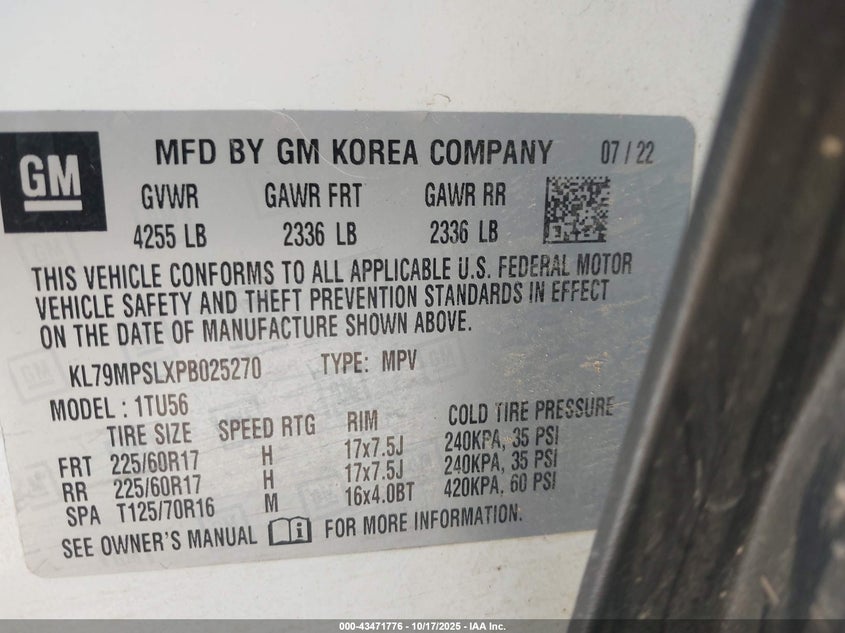 GM
MFD BY GM KOREA COMPANY 07 / 22
GVWR GAWR FRT GAWR RR
4255 LB 2336 LB 2336 LB
THIS VEHICLE CONFORMS TO ALL APPLICABLE U.S. FEDERAL MOTOR
VEHICLE SAFETY AND THEFT PREVENTION STANDARDS IN EFFECT
ON THE DATE OF MANUFACTURE SHOWN ABOVE.
KL79MPSLXPB025270 TYPE: MPV
MODEL : 1TU56
TIRE SIZE SPEED RTG RIM COLD TIRE PRESSURE
FRT 225/60R17 H 17x7.5J 240KPA, 35 PSI
RR 225/60R17 H 17x7.5J 240KPA, 35 PSI
SPA T125/70R16 M 16x4.0BT 420KPA, 60 PSI
SEE OWNER'S MANUAL FOR MORE INFORMATION.
000-43471776 - 10/17/2025 - IAA Inc.